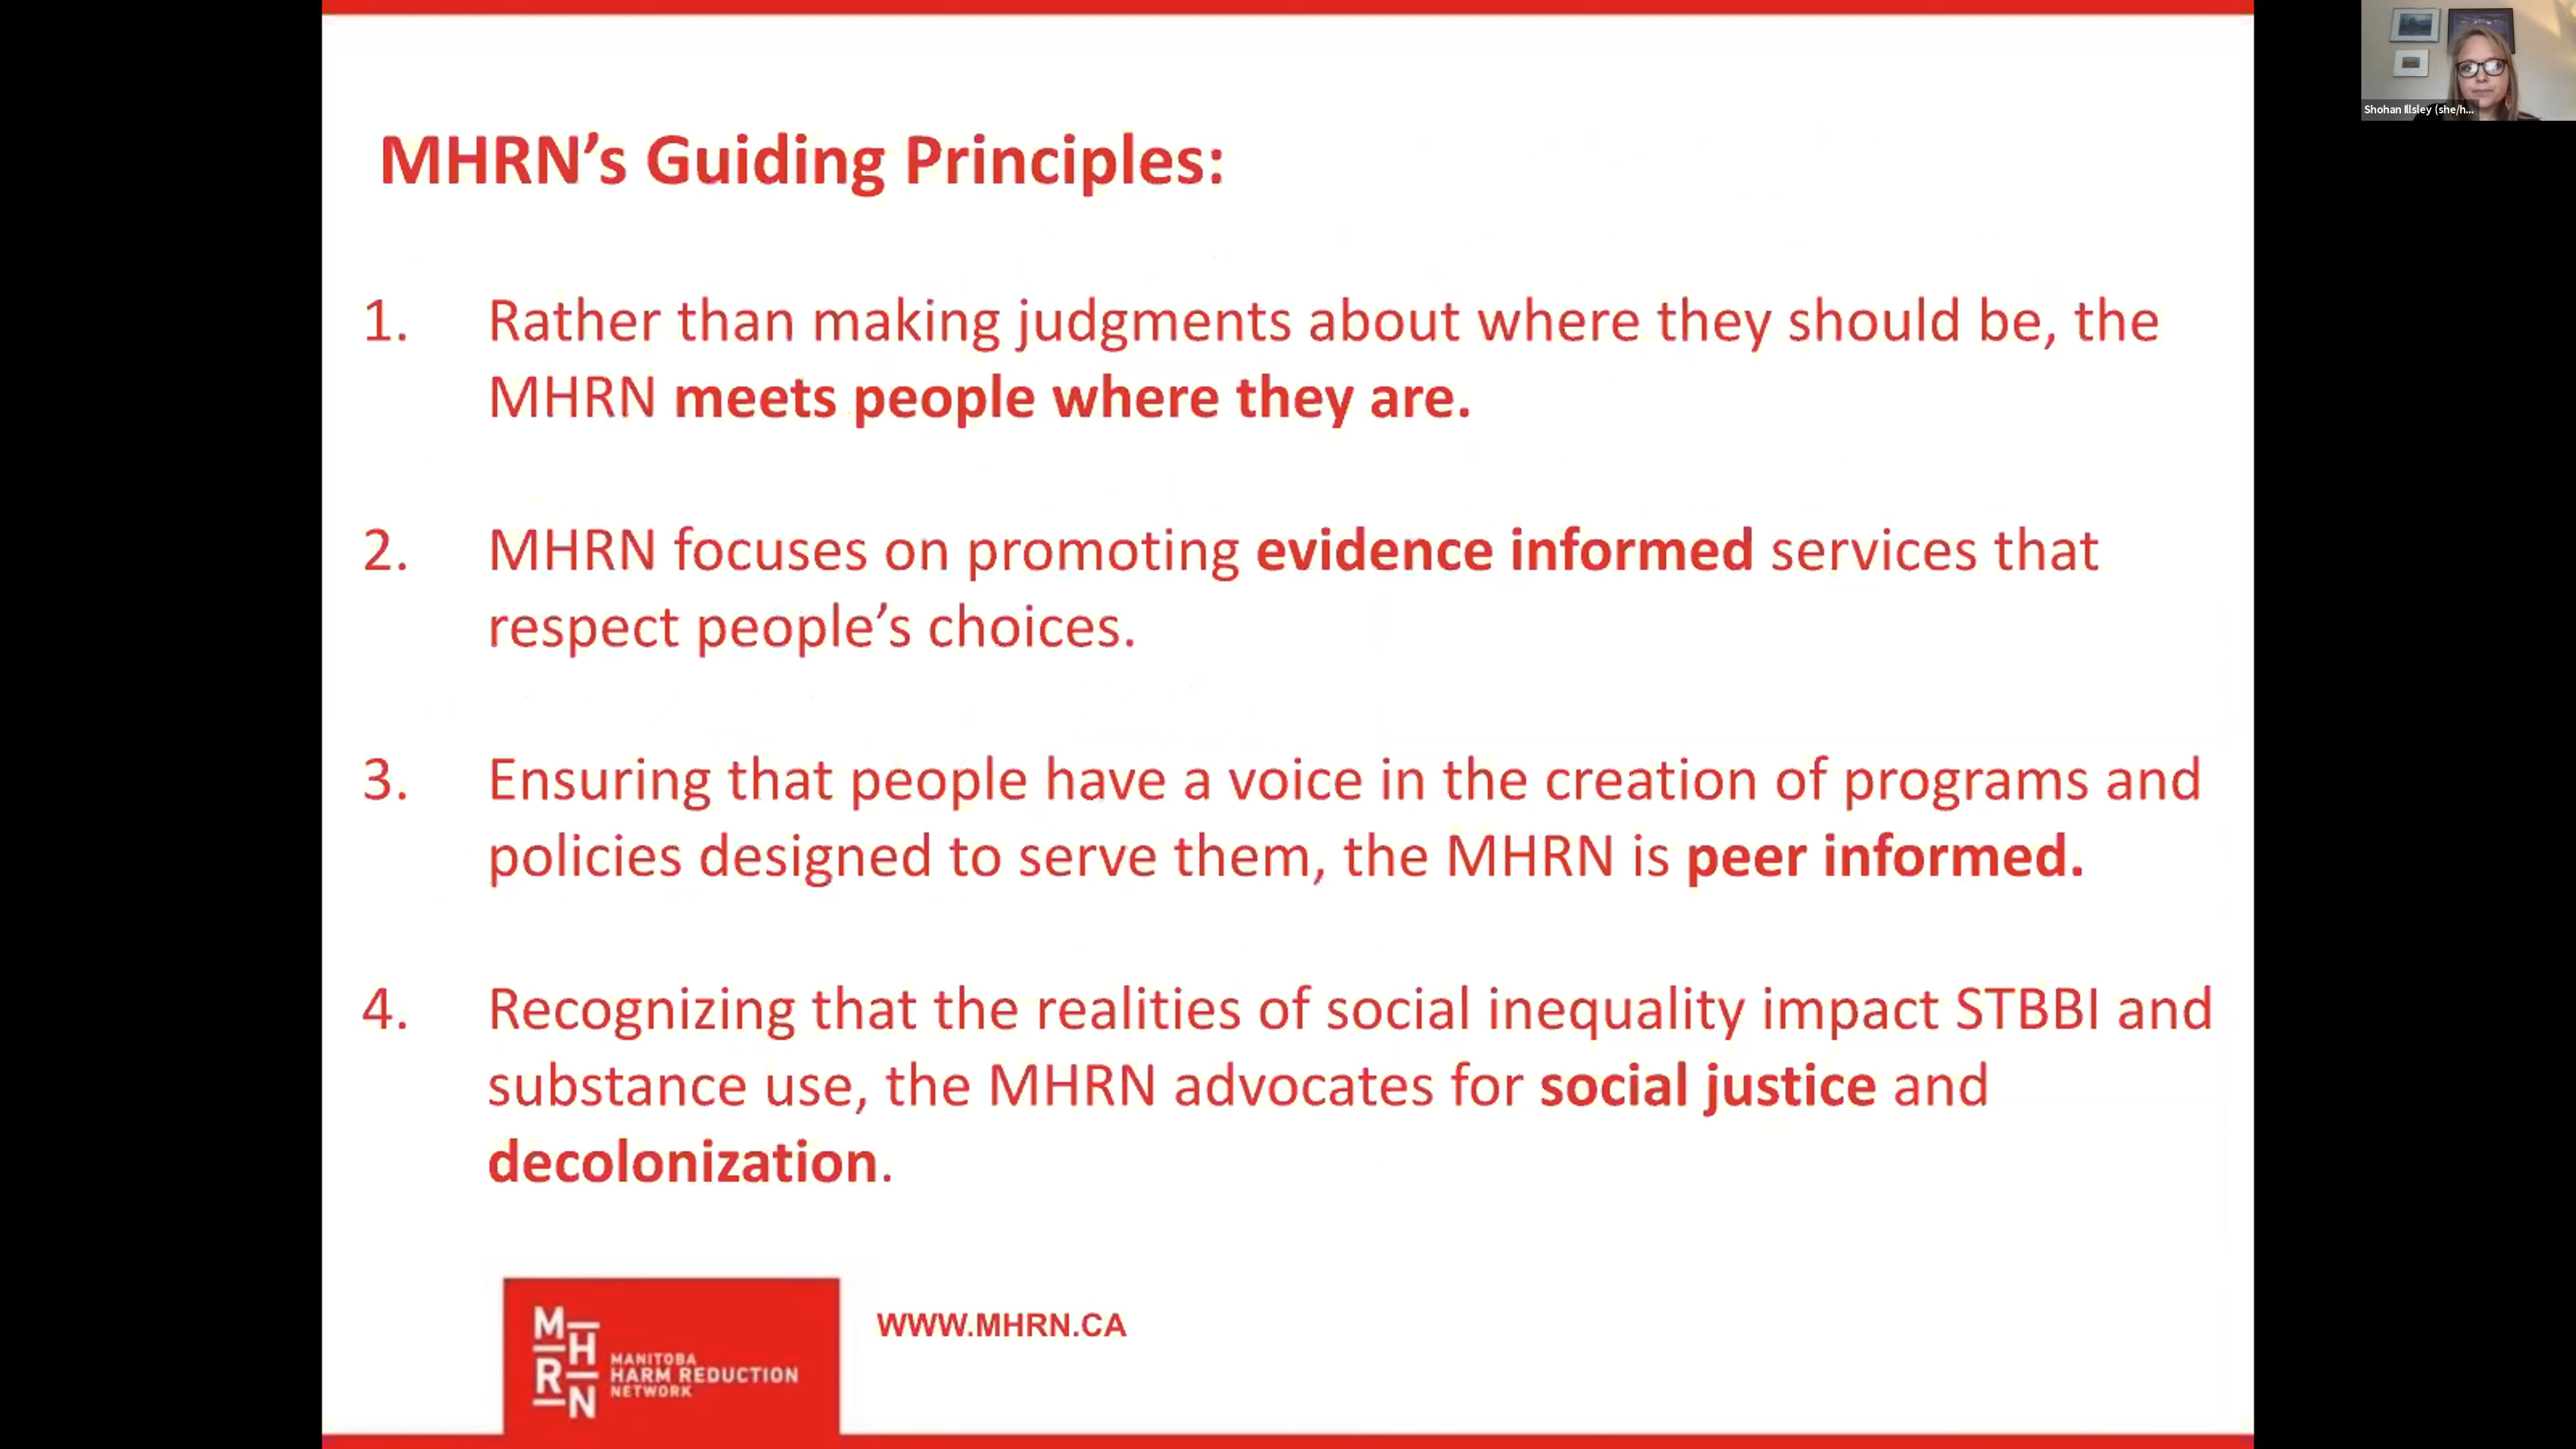 MHRN’s Guiding Principles:
1. Rather than making judgments about where they should be, the
MHRN meets people where they are.
2. MHRN focuses on promoting evidence informed services that
respect people’s choices.
3. Ensuring that people have a voice in the creation of programs and
policies designed to serve them, the MHRN is peer informed.
4. Recognizing that the realities of social inequality impact STBBI and
substance use, the MHRN advocates for social justice and
decolonization.
M
H
R
N
MANITOBA
HARM REDUCTION
NETWORK
WWW.MHRN.CA
Shohan Illsley (she/h...